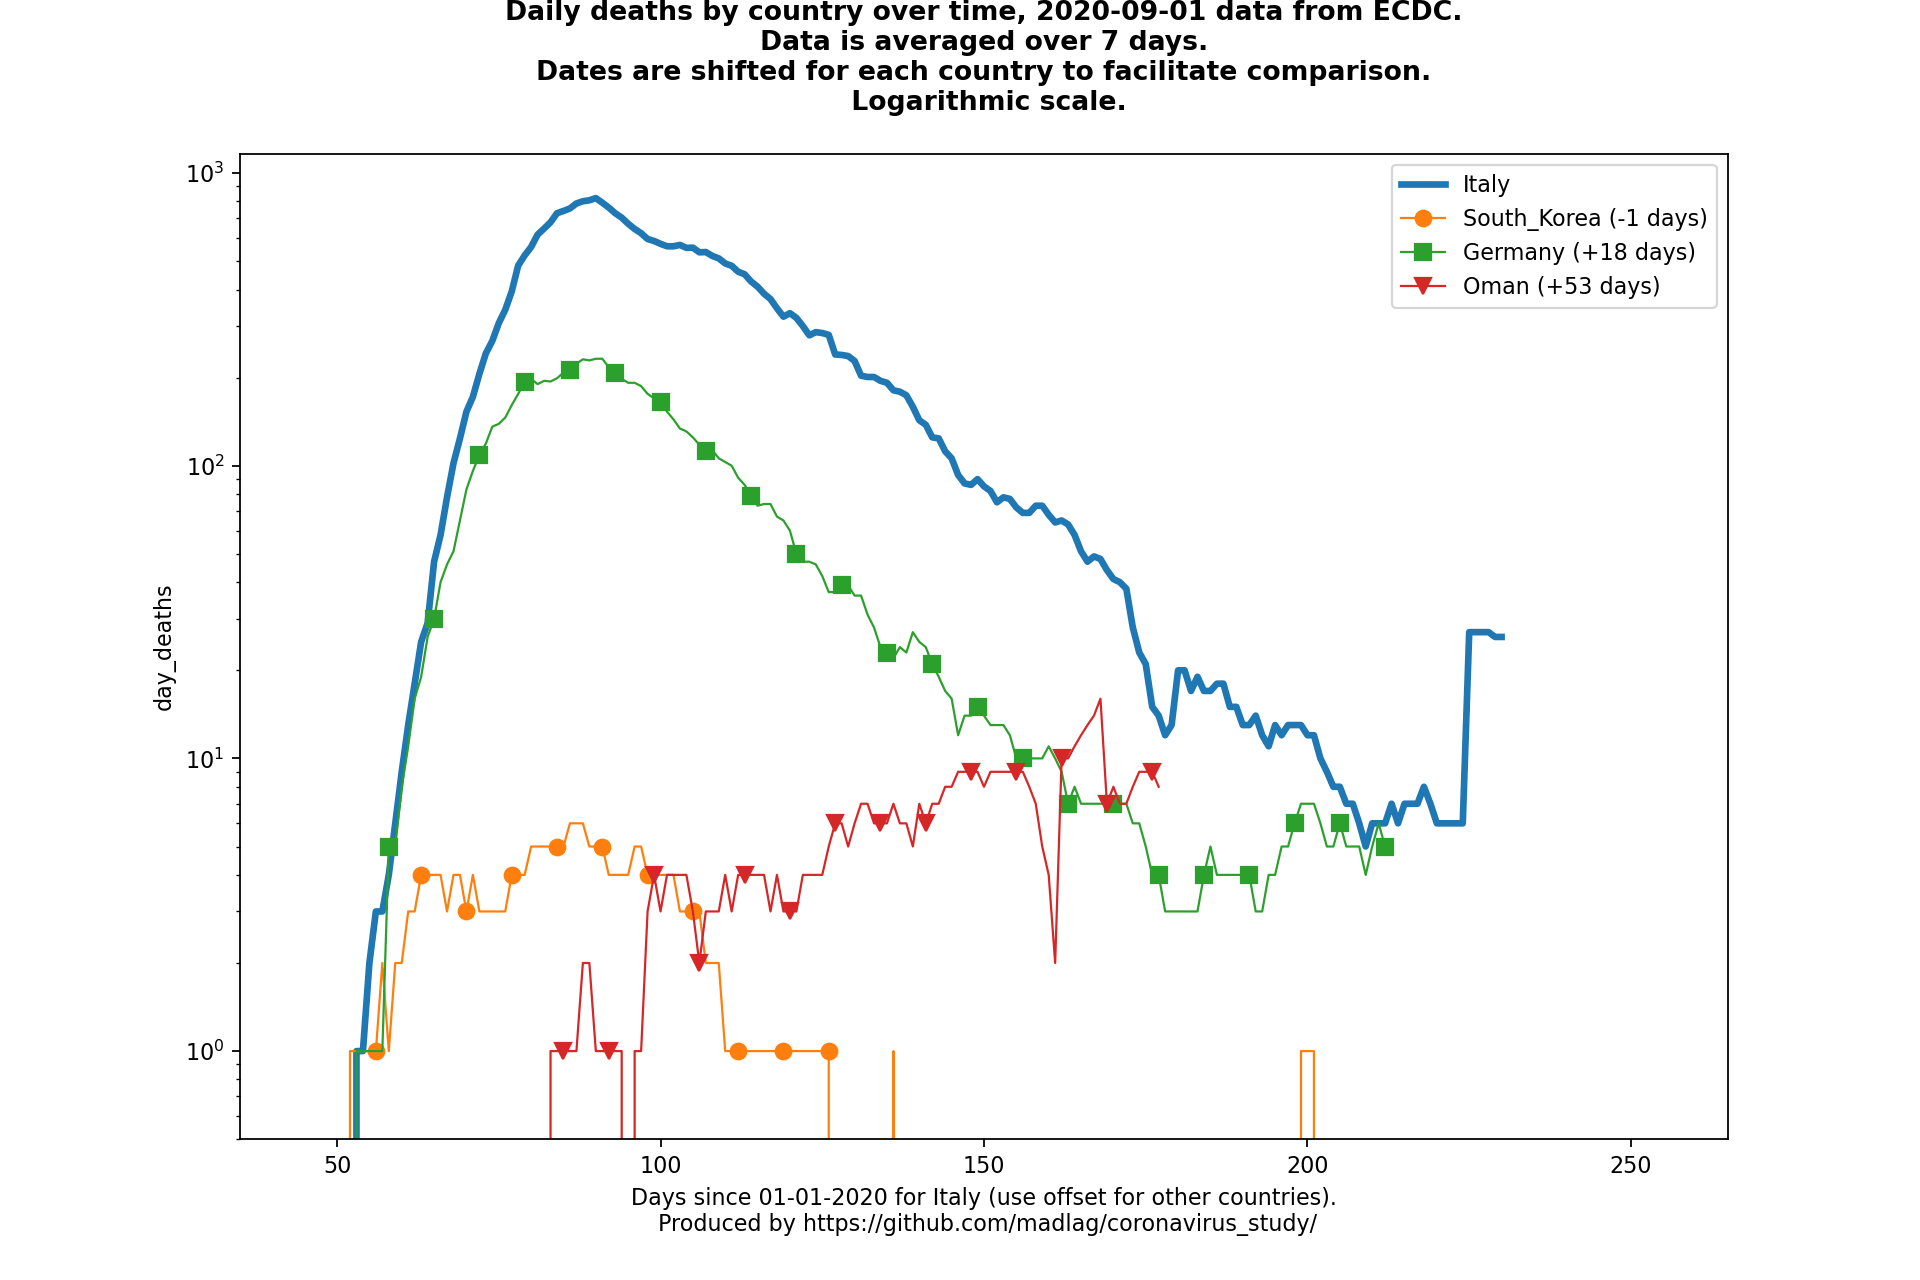 Daily deaths by country over time, 2020-09-01 data from ECDC.
Data is averaged over 7 days.
Dates are shifted for each country to facilitate comparison.
Logarithmic scale.
10³
10²
10¹
10⁰
day_deaths
Italy
South_Korea (-1 days)
Germany (+18 days)
Oman (+53 days)
50 100 150 200 250
Days since 01-01-2020 for Italy (use offset for other countries).
Produced by https://github.com/madlag/coronavirus_study/